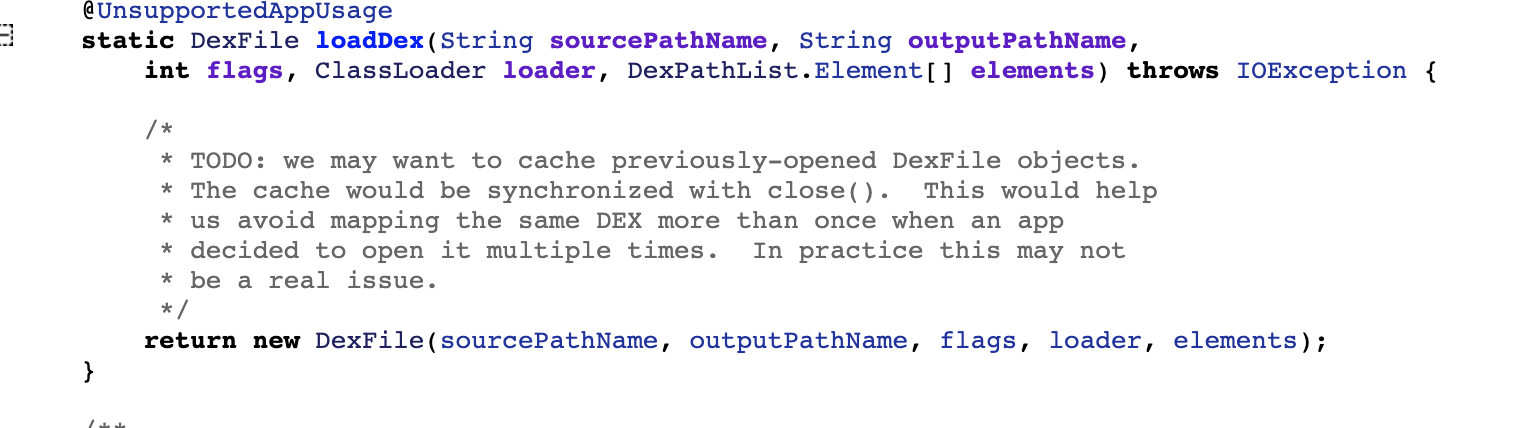 @UnsupportedAppUsage
static DexFile loadDex(String sourcePathName, String outputPathName,
int flags, ClassLoader loader, DexPathList.Element[] elements) throws IOException {
/*
* TODO: we may want to cache previously-opened DexFile objects.
* The cache would be synchronized with close().  This would help
* us avoid mapping the same DEX more than once when an app
* decided to open it multiple times.  In practice this may not
* be a real issue.
*/
return new DexFile(sourcePathName, outputPathName, flags, loader, elements);
}
/**